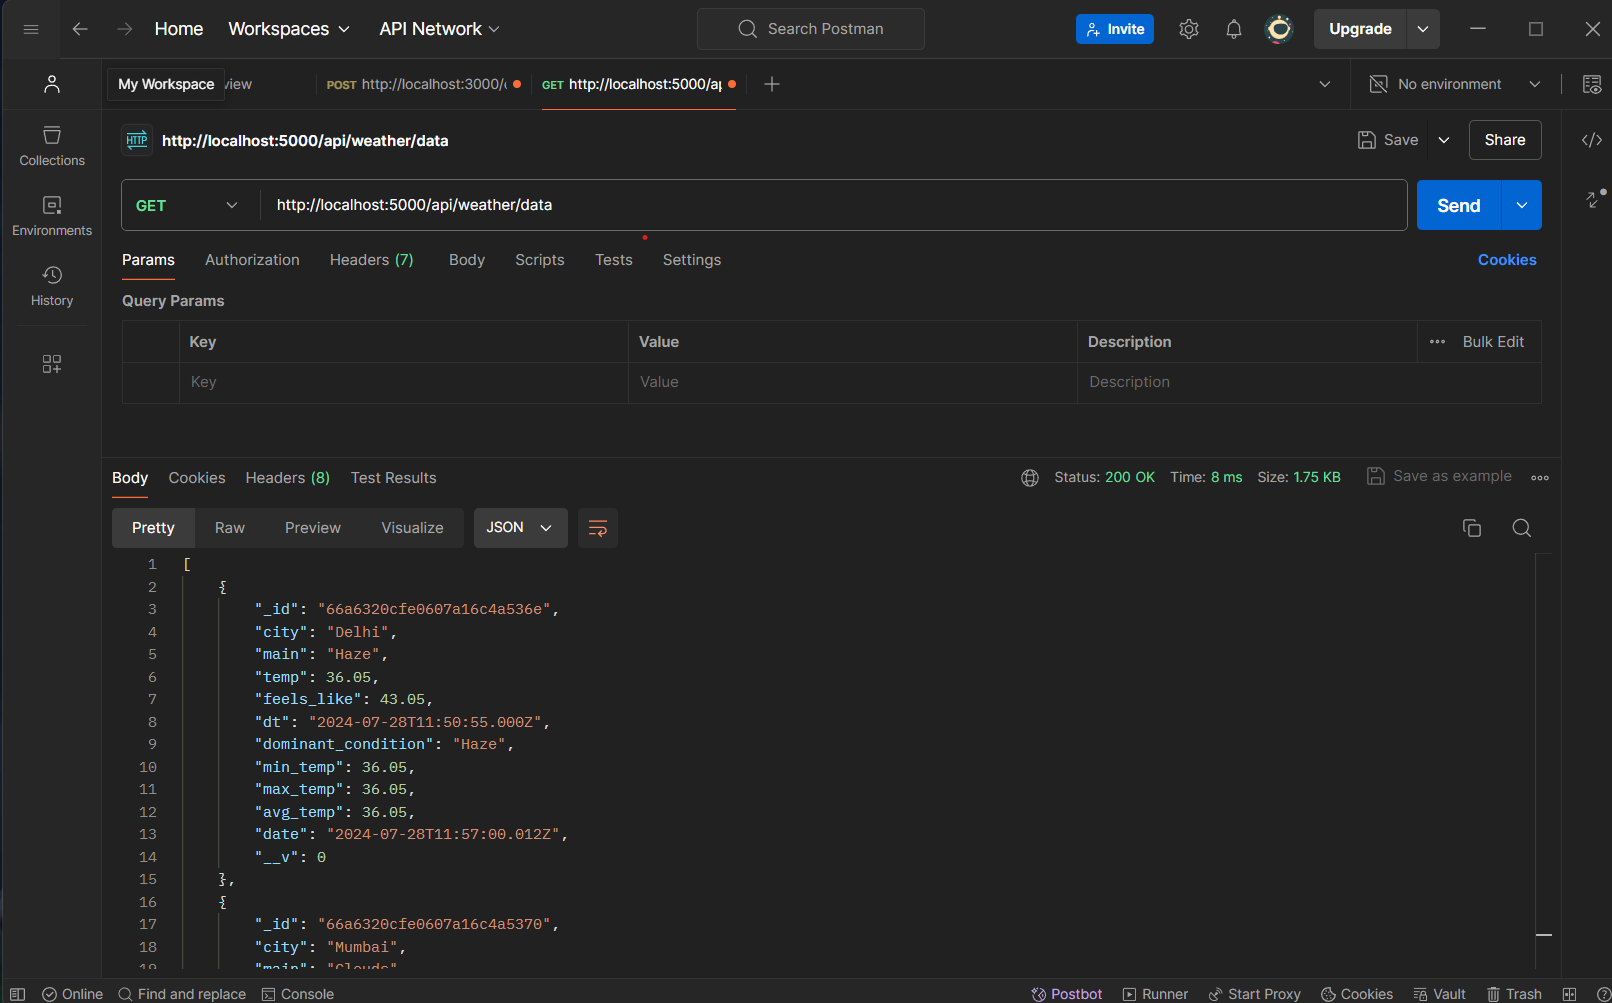 Home Workspaces API Network Search Postman Invite Upgrade
My Workspace view POST http://localhost:3000/ GET http://localhost:5000/ap No environment
HTTP http://localhost:5000/api/weather/data Save Share
Collections
GET http://localhost:5000/api/weather/data Send
Environments
Params Authorization Headers (7) Body Scripts Tests Settings Cookies
History
Query Params
Key Value Description Bulk Edit
Key Value Description
Body Cookies Headers (8) Test Results Status: 200 OK Time: 8 ms Size: 1.75 KB Save as example
Pretty Raw Preview Visualize JSON
1 [
2 {
3 "_id": "66a6320cfe0607a16c4a536e",
4 "city": "Delhi",
5 "main": "Haze",
6 "temp": 36.05,
7 "feels_like": 43.05,
8 "dt": "2024-07-28T11:50:55.000Z",
9 "dominant_condition": "Haze",
10 "min_temp": 36.05,
11 "max_temp": 36.05,
12 "avg_temp": 36.05,
13 "date": "2024-07-28T11:57:00.012Z",
14 "__v": 0
15 },
16 {
17 "_id": "66a6320cfe0607a16c4a5370",
18 "city": "Mumbai",
19 "main": "Clouds"
Online Find and replace Console Postbot Runner Start Proxy Cookies Vault Trash